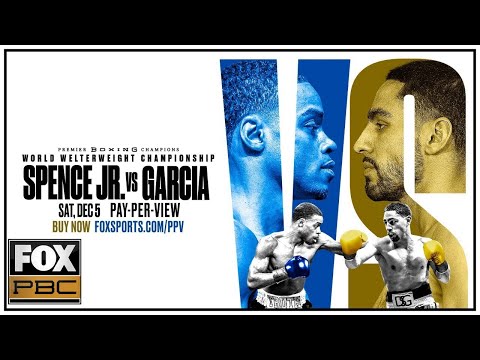 PREMIER BOXING CHAMPIONS
WORLD WELTERWEIGHT CHAMPIONSHIP
SPENCE JR. VS GARCIA
SAT, DEC 5 PAY-PER-VIEW
BUY NOW FOXSPORTS.COM/PPV
FOX
PBC
VS
DSG